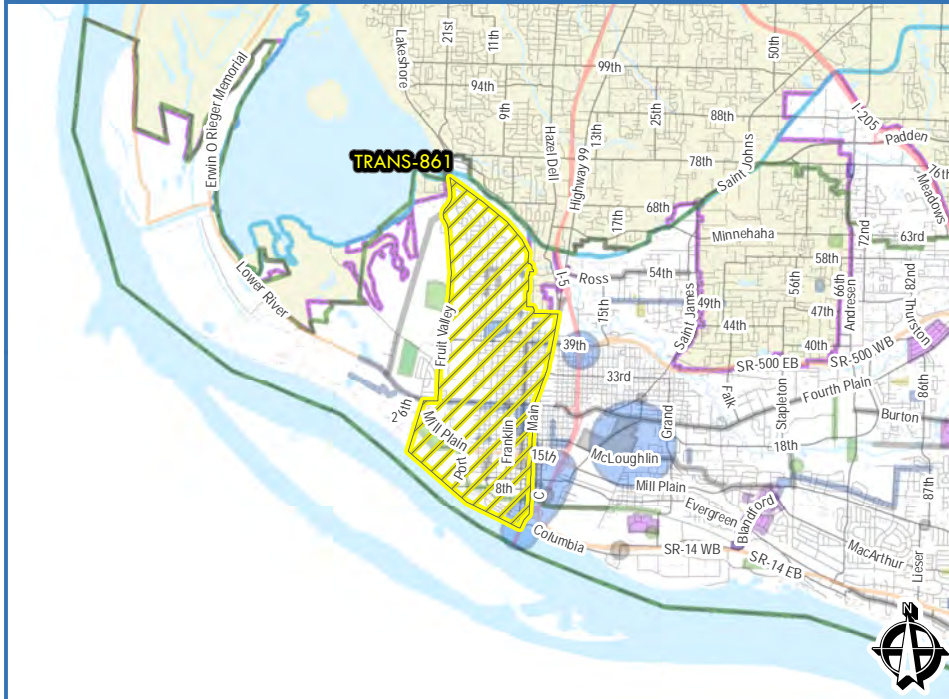 Lakeshore
21st
11th
50th
99th
94th
9th
Erwin O Rieger Memorial
25th
88th
I-205
Padden
Hazel Dell
Highway 99
13th
TRANS-861
78th
Saint Johns
16th
Meadows
17th
68th
Minnehaha
72nd
63rd
58th
Lower River
I-5
Ross
54th
56th
66th
82nd
Saint James
49th
47th
Andresen
Thurston
15th
44th
Fruit Valley
39th
40th
SR-500 EB
SR-500 WB
33rd
Falk
Stapleton
Fourth Plain
86th
26th
Mill Plain
Franklin
Main
Grand
Burton
18th
Port
15th
McLoughlin
8th
C
Mill Plain
Evergreen
Blandford
87th
Columbia
SR-14 WB
SR-14 EB
MacArthur
Lieser
N